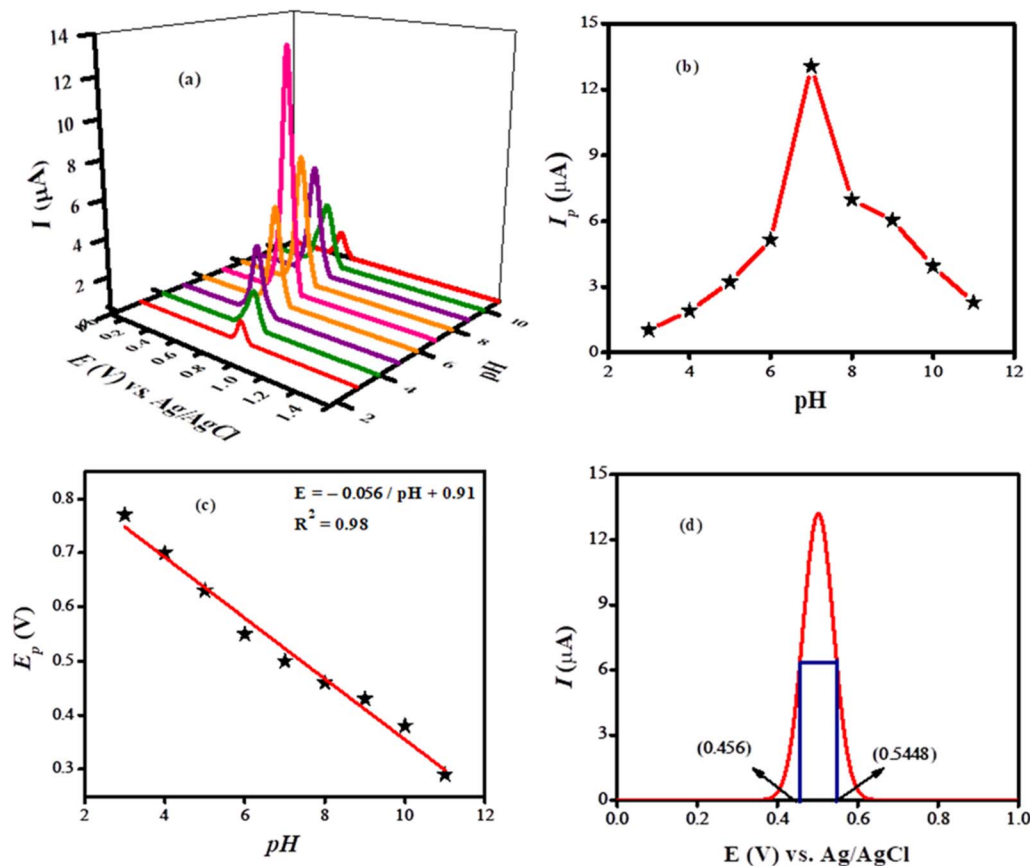 (a)
14
12
10
8
6
4
2
I (μA)
0.2
0.4
0.6
0.8
1.0
1.2
1.4
E (V) vs. Ag/AgCl
2
4
6
8
10
pH
(b)
15
12
9
6
3
0
I_p (μA)
2 4 6 8 10 12
pH
(c)
E = – 0.056 / pH + 0.91
R² = 0.98
0.8
0.7
0.6
0.5
0.4
0.3
E_p (V)
2 4 6 8 10 12
pH
(d)
15
12
9
6
3
0
I (μA)
(0.456)
(0.5448)
0.0 0.2 0.4 0.6 0.8 1.0
E (V) vs. Ag/AgCl